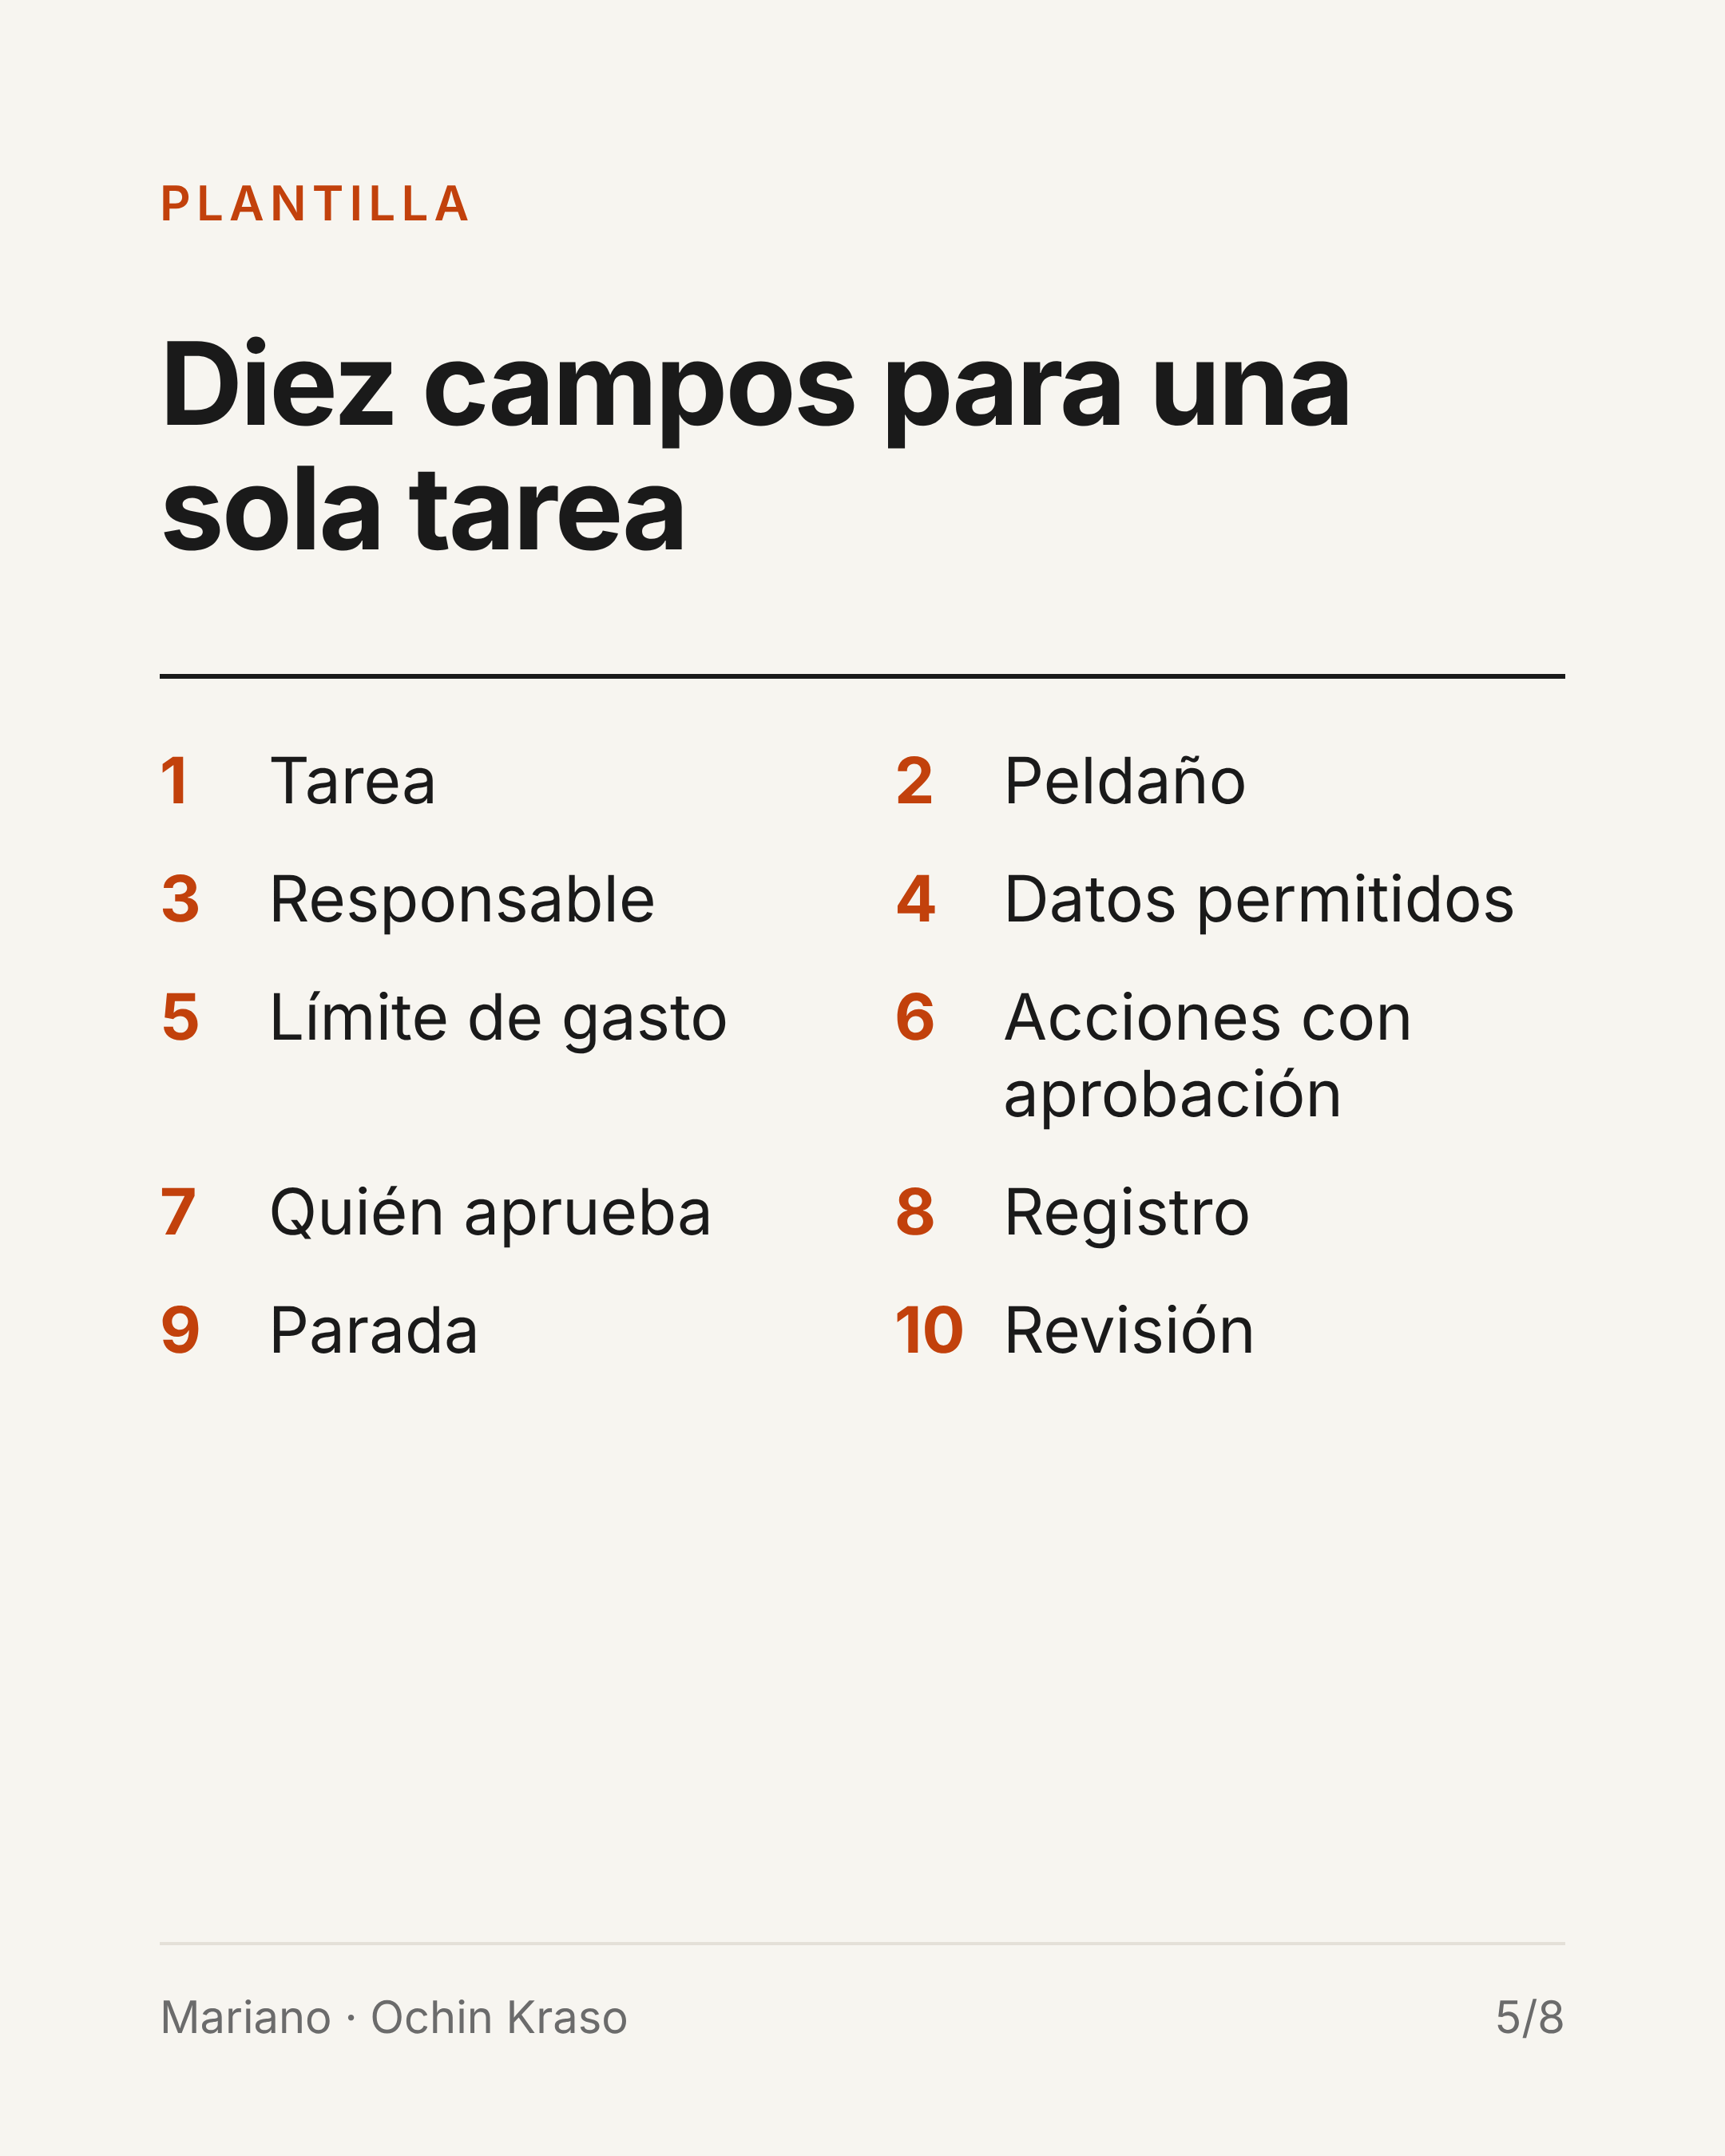 PLANTILLA
Diez campos para una
sola tarea
1 Tarea
2 Peldaño
3 Responsable
4 Datos permitidos
5 Límite de gasto
6 Acciones con
aprobación
7 Quién aprueba
8 Registro
9 Parada
10 Revisión
Mariano · Ochin Kraso
5/8